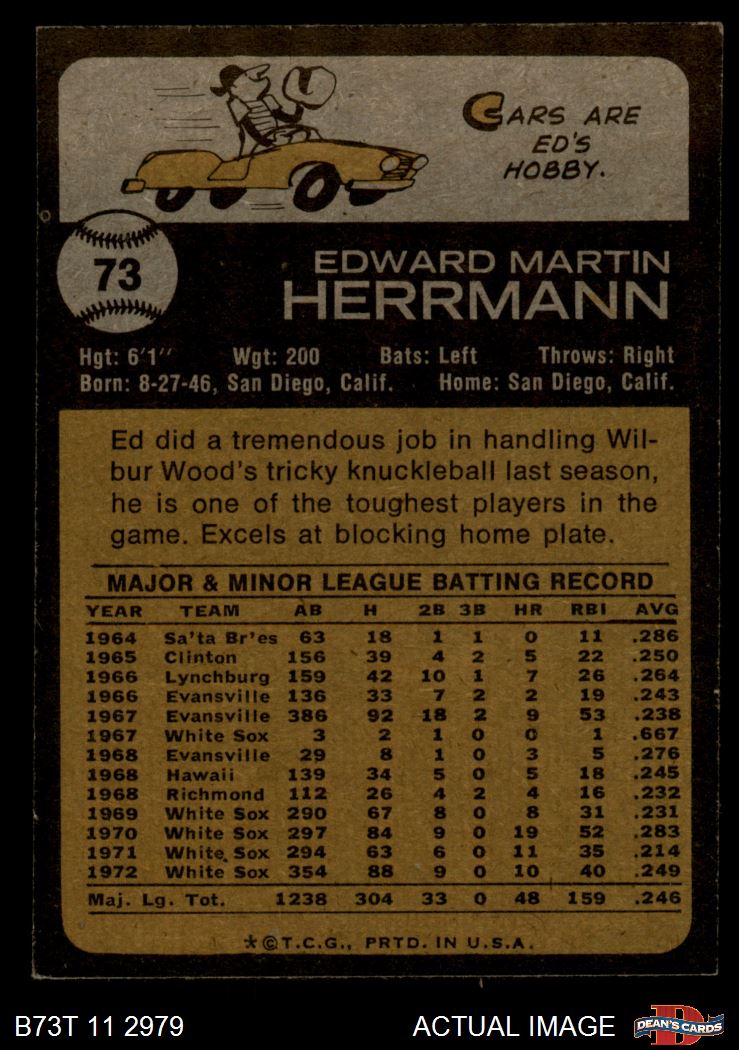 CARS ARE
ED'S
HOBBY.
73
EDWARD MARTIN
HERRMANN
Hgt: 6'1" Wgt: 200 Bats: Left Throws: Right
Born: 8-27-46, San Diego, Calif. Home: San Diego, Calif.
Ed did a tremendous job in handling Wil-
bur Wood's tricky knuckleball last season,
he is one of the toughest players in the
game. Excels at blocking home plate.
MAJOR & MINOR LEAGUE BATTING RECORD
YEAR TEAM AB H 2B 3B HR RBI AVG
1964 Sa'ta Br'es 63 18 1 1 0 11 .286
1965 Clinton 156 39 4 2 5 22 .250
1966 Lynchburg 159 42 10 1 7 26 .264
1966 Evansville 136 33 7 2 2 19 .243
1967 Evansville 386 92 18 2 9 53 .238
1967 White Sox 3 2 1 0 0 1 .667
1968 Evansville 29 8 1 0 3 5 .276
1968 Hawaii 139 34 5 0 5 18 .245
1968 Richmond 112 26 4 2 4 16 .232
1969 White Sox 290 67 8 0 8 31 .231
1970 White Sox 297 84 9 0 19 52 .283
1971 White Sox 294 63 6 0 11 35 .214
1972 White Sox 354 88 9 0 10 40 .249
Maj. Lg. Tot. 1238 304 33 0 48 159 .246
*©T.C.G., PRTD. IN U.S.A.
B73T 11 2979 ACTUAL IMAGE D DEAN'S CARDS